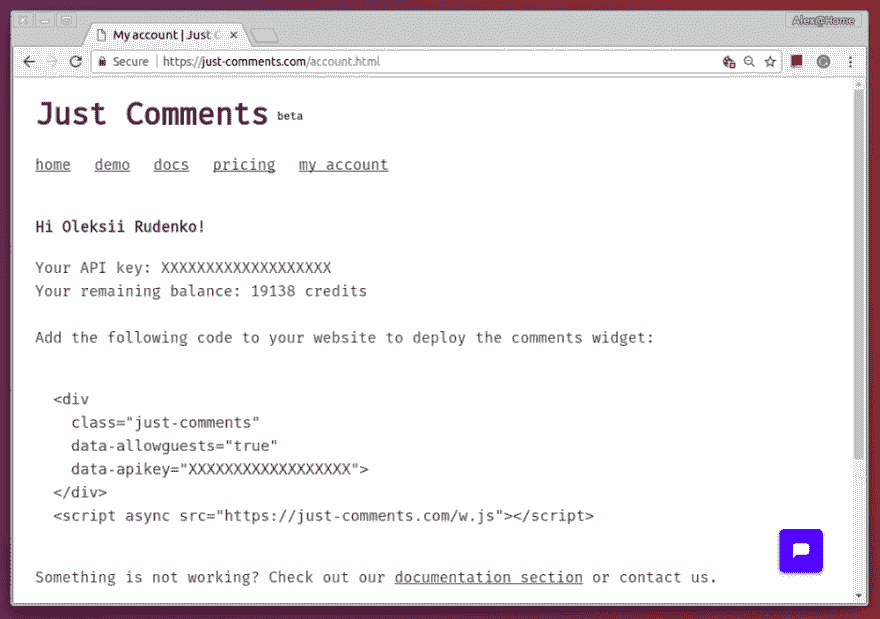 Alex@Home
My account | Just C
Secure https://just-comments.com/account.html
Just Comments beta
home demo docs pricing my account
Hi Oleksii Rudenko!
Your API key: XXXXXXXXXXXXXXXXXXX
Your remaining balance: 19138 credits
Add the following code to your website to deploy the comments widget:
<div
class="just-comments"
data-allowguests="true"
data-apikey="XXXXXXXXXXXXXXXXXX">
</div>
<script async src="https://just-comments.com/w.js"></script>
Something is not working? Check out our documentation section or contact us.